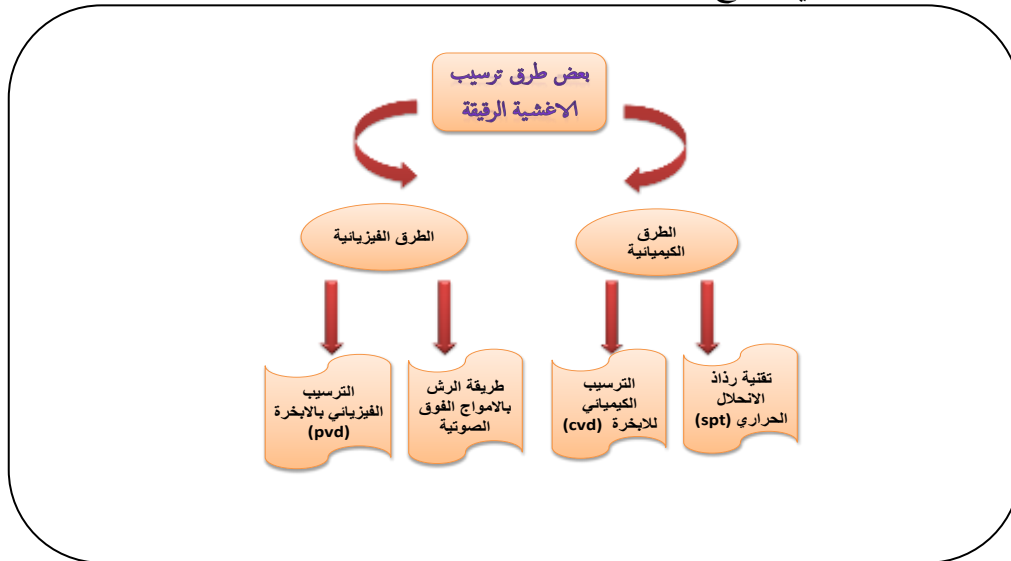 بعض طرق ترسيب
الاغشية الرقيقة
الطرق
الكيميائية
الطرق الفيزيائية
تقنية رذاذ
الانحلال
الحراري (spt)
الترسيب
الكيميائي
للابخرة (cvd)
طريقة الرش
بالامواج الفوق
الصوتية
الترسيب
الفيزيائي بالابخرة
(pvd)